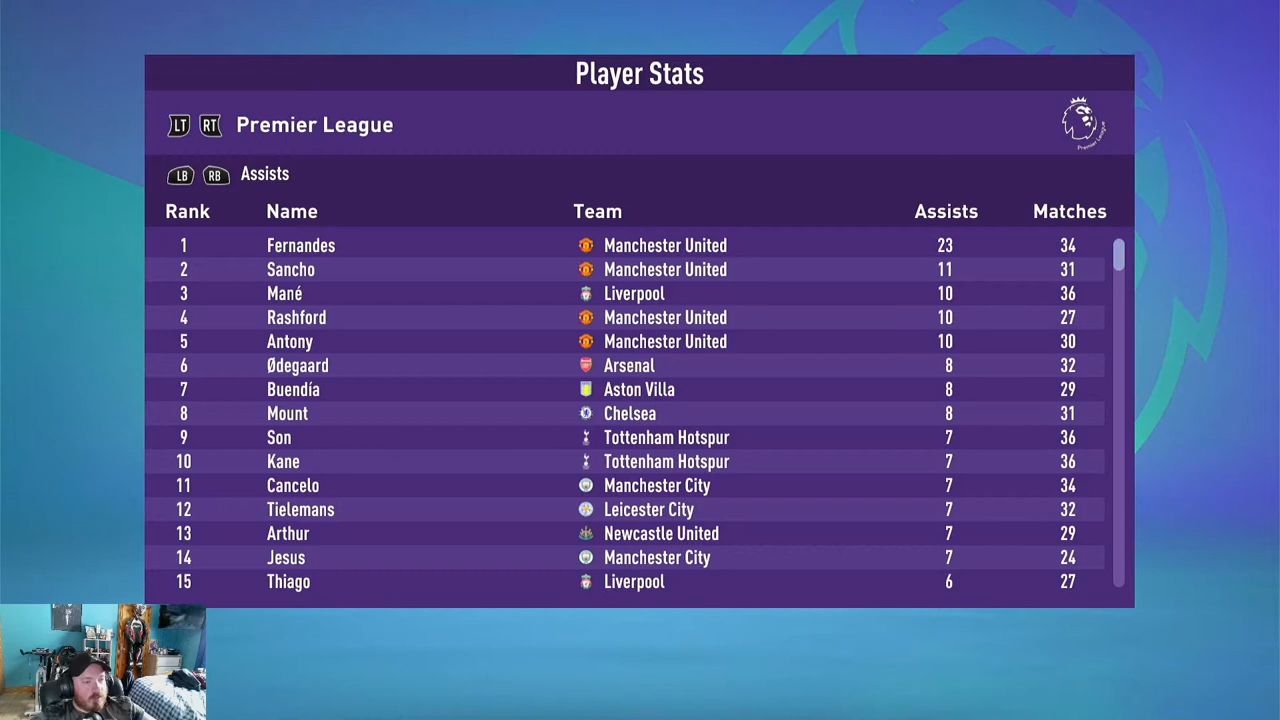 Player Stats
LT RT Premier League
Premier League
LB RB Assists
Rank Name Team Assists Matches
1 Fernandes Manchester United 23 34
2 Sancho Manchester United 11 31
3 Mané Liverpool 10 36
4 Rashford Manchester United 10 27
5 Antony Manchester United 10 30
6 Ødegaard Arsenal 8 32
7 Buendía Aston Villa 8 29
8 Mount Chelsea 8 31
9 Son Tottenham Hotspur 7 36
10 Kane Tottenham Hotspur 7 36
11 Cancelo Manchester City 7 34
12 Tielemans Leicester City 7 32
13 Arthur Newcastle United 7 29
14 Jesus Manchester City 7 24
15 Thiago Liverpool 6 27